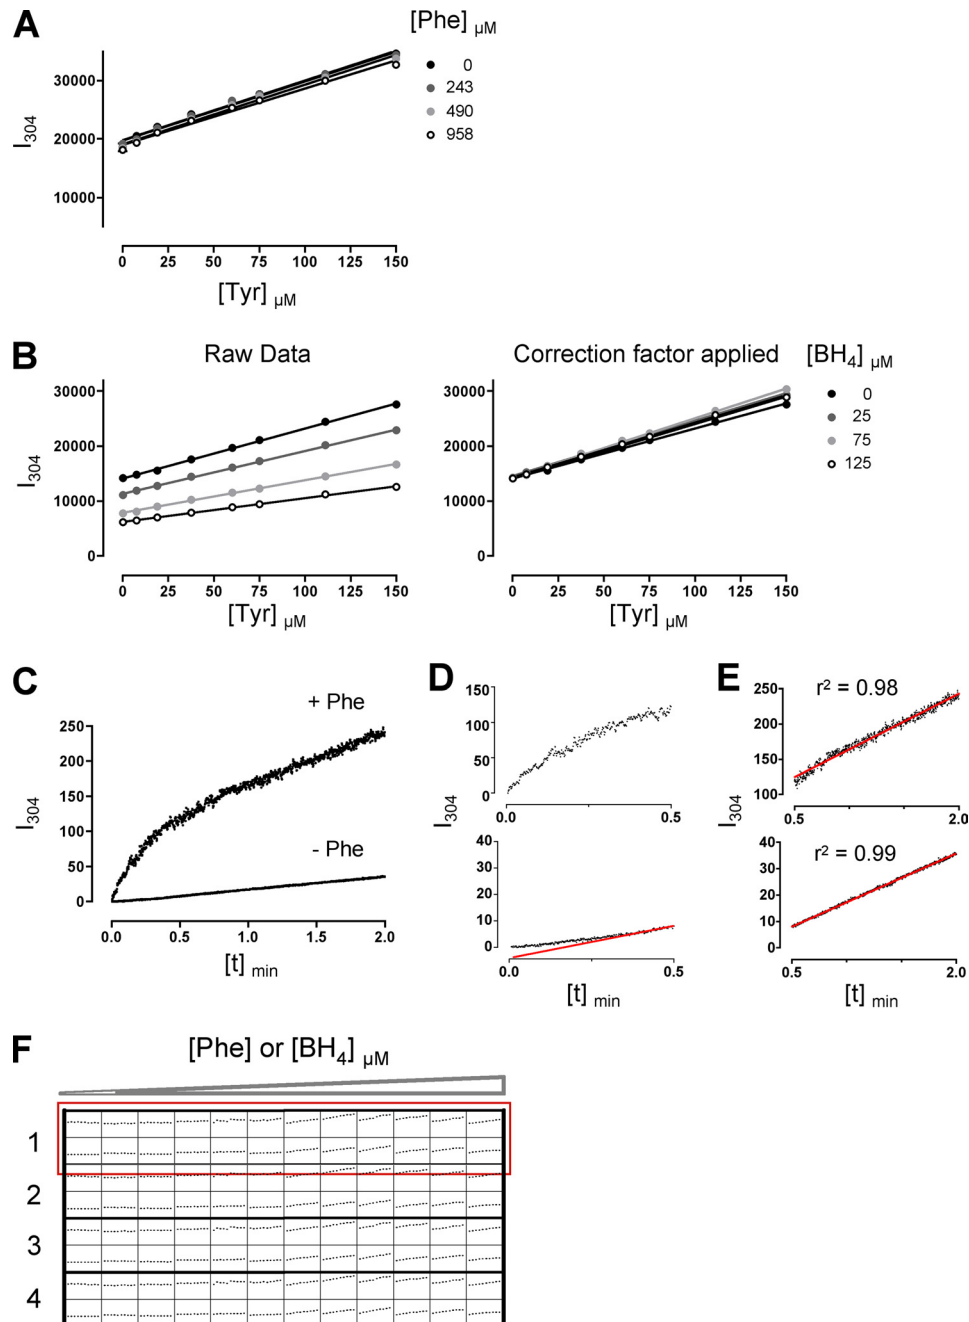 A
[Phe] µM
0
243
490
958
30000
20000
10000
I304
0 25 50 75 100 125 150
[Tyr] µM
B
Raw Data
Correction factor applied
[BH4] µM
0
25
75
125
30000
20000
10000
0
I304
0 25 50 75 100 125 150
[Tyr] µM
30000
20000
10000
0
0 25 50 75 100 125 150
[Tyr] µM
C
+ Phe
- Phe
250
200
150
100
50
0
I304
0.0 0.5 1.0 1.5 2.0
[t] min
D
150
100
50
0
0.0 0.5
I304
40
30
20
10
0
0.0 0.5
[t] min
E
r² = 0.98
250
200
150
100
0.5 2.0
r² = 0.99
40
30
20
10
0
0.5 2.0
[t] min
F
[Phe] or [BH4] µM
1
2
3
4